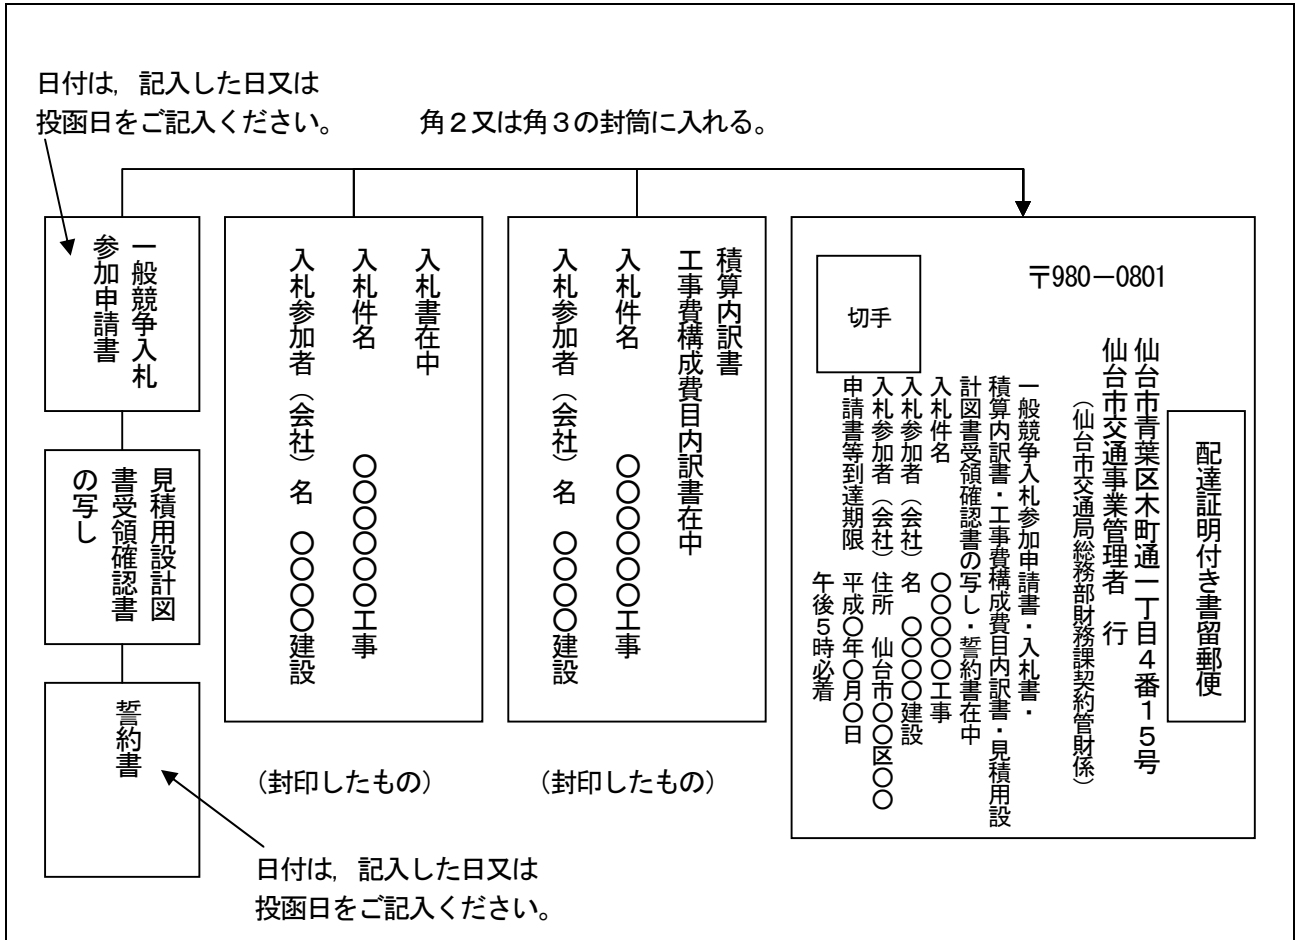 日付は，記入した日又は
投函日をご記入ください。
角２又は角３の封筒に入れる。
一般競争入札
参加申請書
見積用設計図
書受領確認書
の写し
誓約書
入札書在中
入札件名　○○○○○○工事
入札参加者（会社）名　○○○○建設
（封印したもの）
積算内訳書
工事費構成費目内訳書在中
入札件名　○○○○○○工事
入札参加者（会社）名　○○○○建設
（封印したもの）
〒980－0801
切手
配達証明付き書留郵便
仙台市青葉区木町通一丁目４番１５号
仙台市交通事業管理者　行
（仙台市交通局総務部財務課契約管財係）
一般競争入札参加申請書・入札書・
積算内訳書・工事費構成費目内訳書・見積用設
計図書受領確認書の写し・誓約書在中
入札件名　○○○○○工事
入札参加者（会社）名　○○○○建設
入札参加者（会社）住所　仙台市○○区○○
申請書等到達期限　平成○年○月○日
午後５時必着
日付は，記入した日又は
投函日をご記入ください。